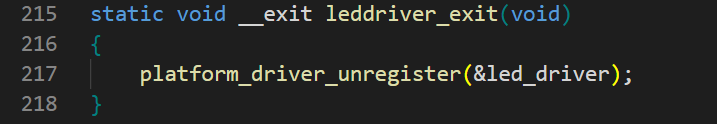 215 static void __exit leddriver_exit(void)
216 {
217     platform_driver_unregister(&led_driver);
218 }